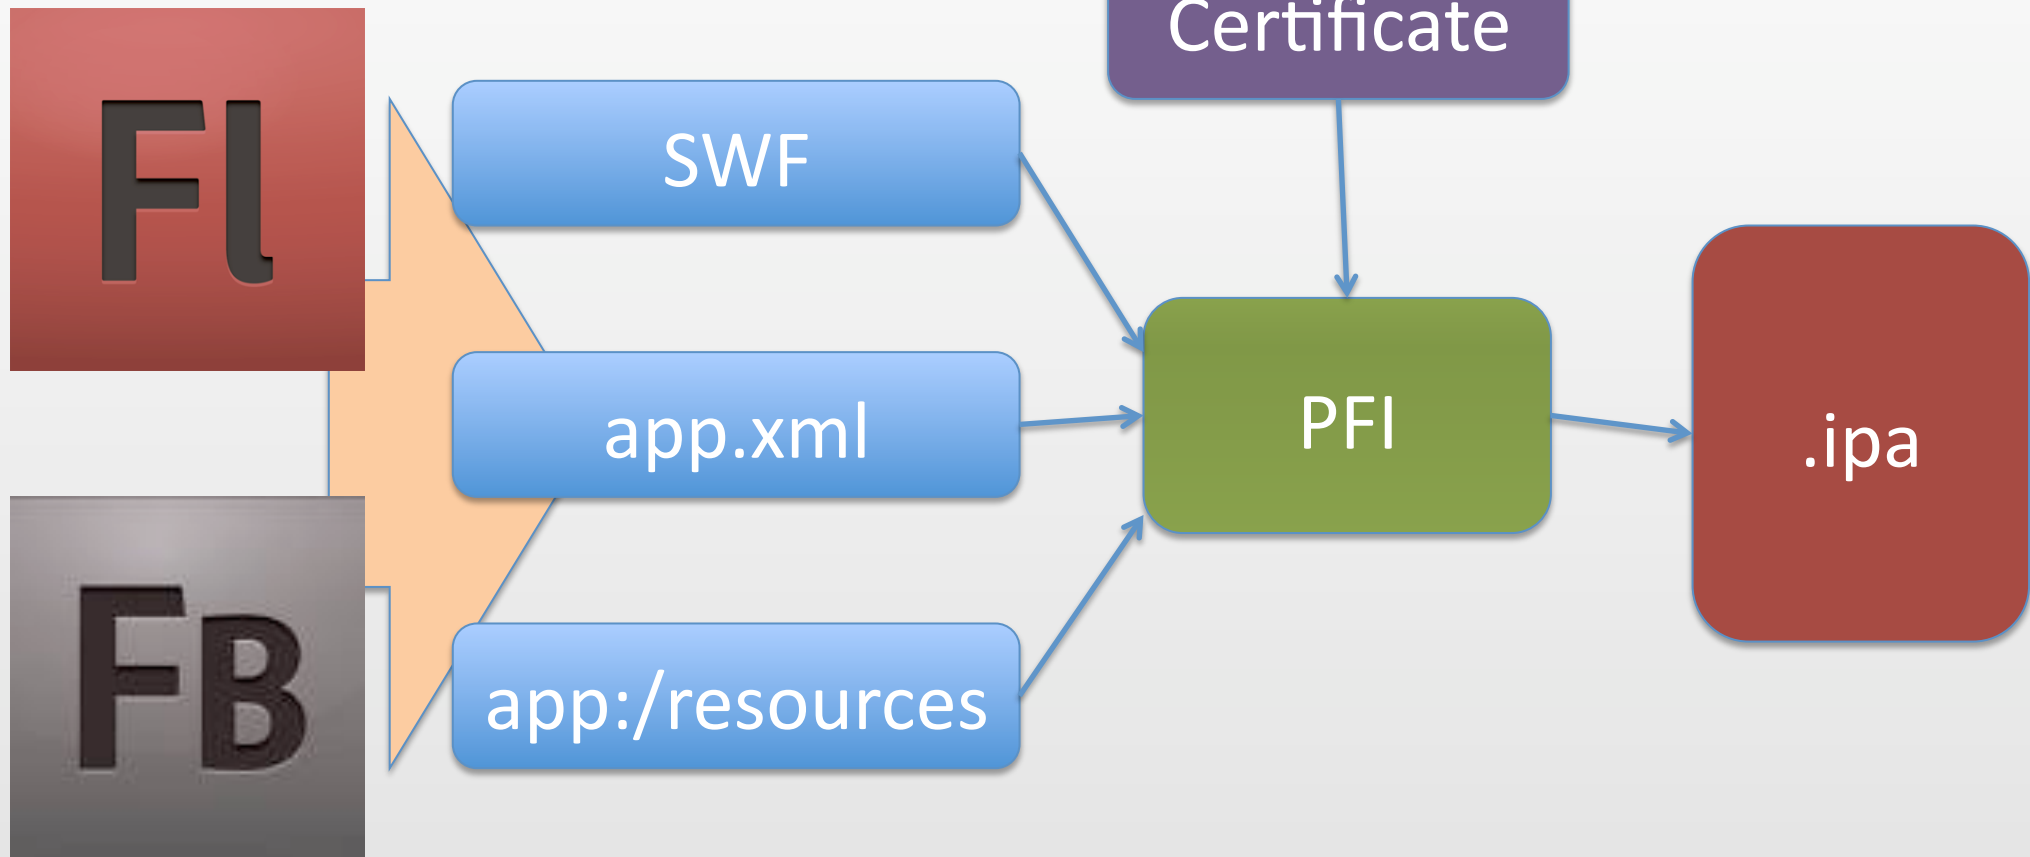 Fl
Certificate
SWF
app.xml
PFI
.ipa
FB
app:/resources